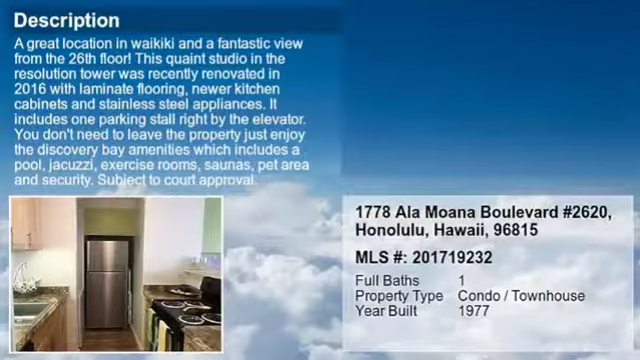 Description
A great location in waikiki and a fantastic view
from the 26th floor! This quaint studio in the
resolution tower was recently renovated in
2016 with laminate flooring, newer kitchen
cabinets and stainless steel appliances. It
includes one parking stall right by the elevator.
You don't need to leave the property just enjoy
the discovery bay amenities which includes a
pool, jacuzzi, exercise rooms, saunas, pet area
and security. Subject to court approval.
1778 Ala Moana Boulevard #2620,
Honolulu, Hawaii, 96815
MLS #: 201719232
Full Baths 1
Property Type Condo / Townhouse
Year Built 1977